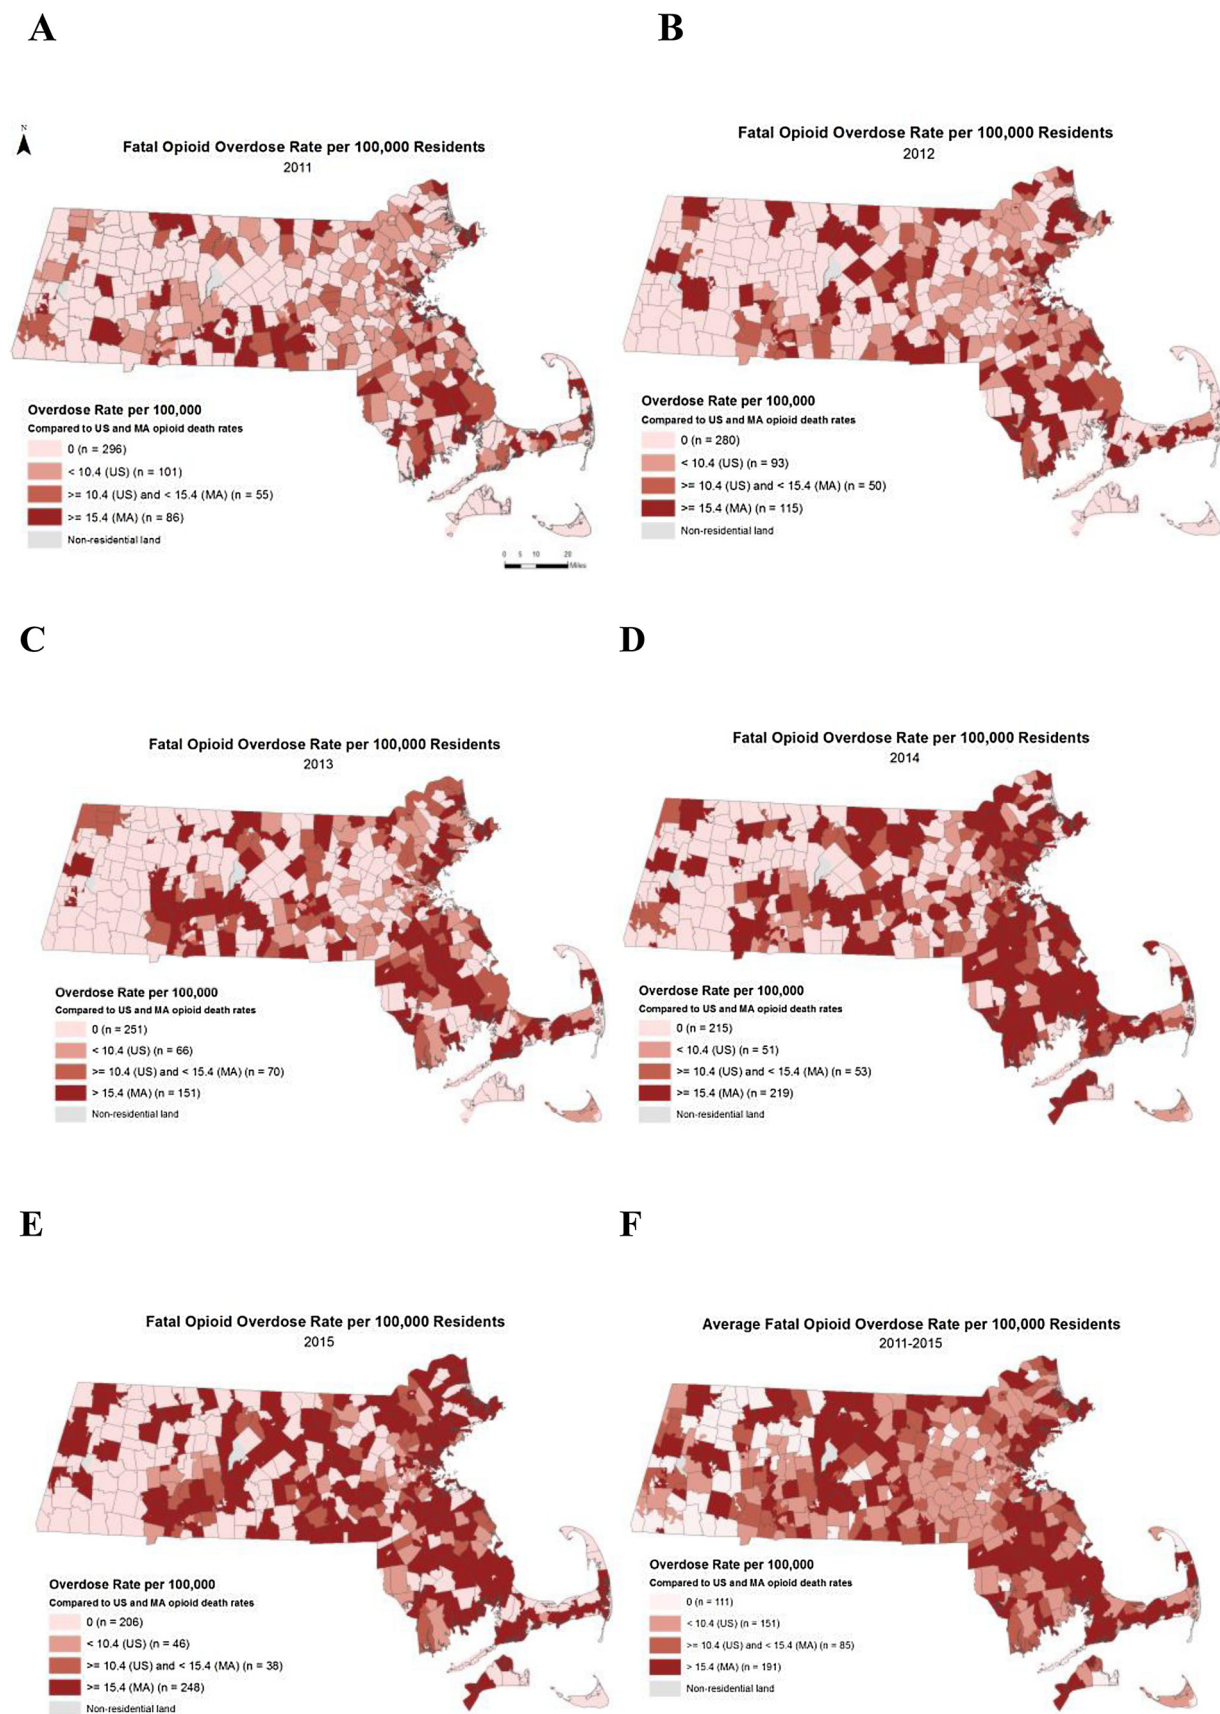 A
B
N
Fatal Opioid Overdose Rate per 100,000 Residents
2011
Overdose Rate per 100,000
Compared to US and MA opioid death rates
0 (n = 296)
< 10.4 (US) (n = 101)
>= 10.4 (US) and < 15.4 (MA) (n = 55)
>= 15.4 (MA) (n = 86)
Non-residential land
0 5 10 20
Miles
Fatal Opioid Overdose Rate per 100,000 Residents
2012
Overdose Rate per 100,000
Compared to US and MA opioid death rates
0 (n = 280)
< 10.4 (US) (n = 93)
>= 10.4 (US) and < 15.4 (MA) (n = 50)
>= 15.4 (MA) (n = 115)
Non-residential land
C
D
Fatal Opioid Overdose Rate per 100,000 Residents
2013
Overdose Rate per 100,000
Compared to US and MA opioid death rates
0 (n = 251)
< 10.4 (US) (n = 66)
>= 10.4 (US) and < 15.4 (MA) (n = 70)
> 15.4 (MA) (n = 151)
Non-residential land
Fatal Opioid Overdose Rate per 100,000 Residents
2014
Overdose Rate per 100,000
Compared to US and MA opioid death rates
0 (n = 215)
< 10.4 (US) (n = 51)
>= 10.4 (US) and < 15.4 (MA) (n = 53)
>= 15.4 (MA) (n = 219)
Non-residential land
E
F
Fatal Opioid Overdose Rate per 100,000 Residents
2015
Overdose Rate per 100,000
Compared to US and MA opioid death rates
0 (n = 206)
< 10.4 (US) (n = 46)
>= 10.4 (US) and < 15.4 (MA) (n = 38)
>= 15.4 (MA) (n = 248)
Non-residential land
Average Fatal Opioid Overdose Rate per 100,000 Residents
2011-2015
Overdose Rate per 100,000
Compared to US and MA opioid death rates
0 (n = 111)
< 10.4 (US) (n = 151)
>= 10.4 (US) and < 15.4 (MA) (n = 85)
> 15.4 (MA) (n = 191)
Non-residential land